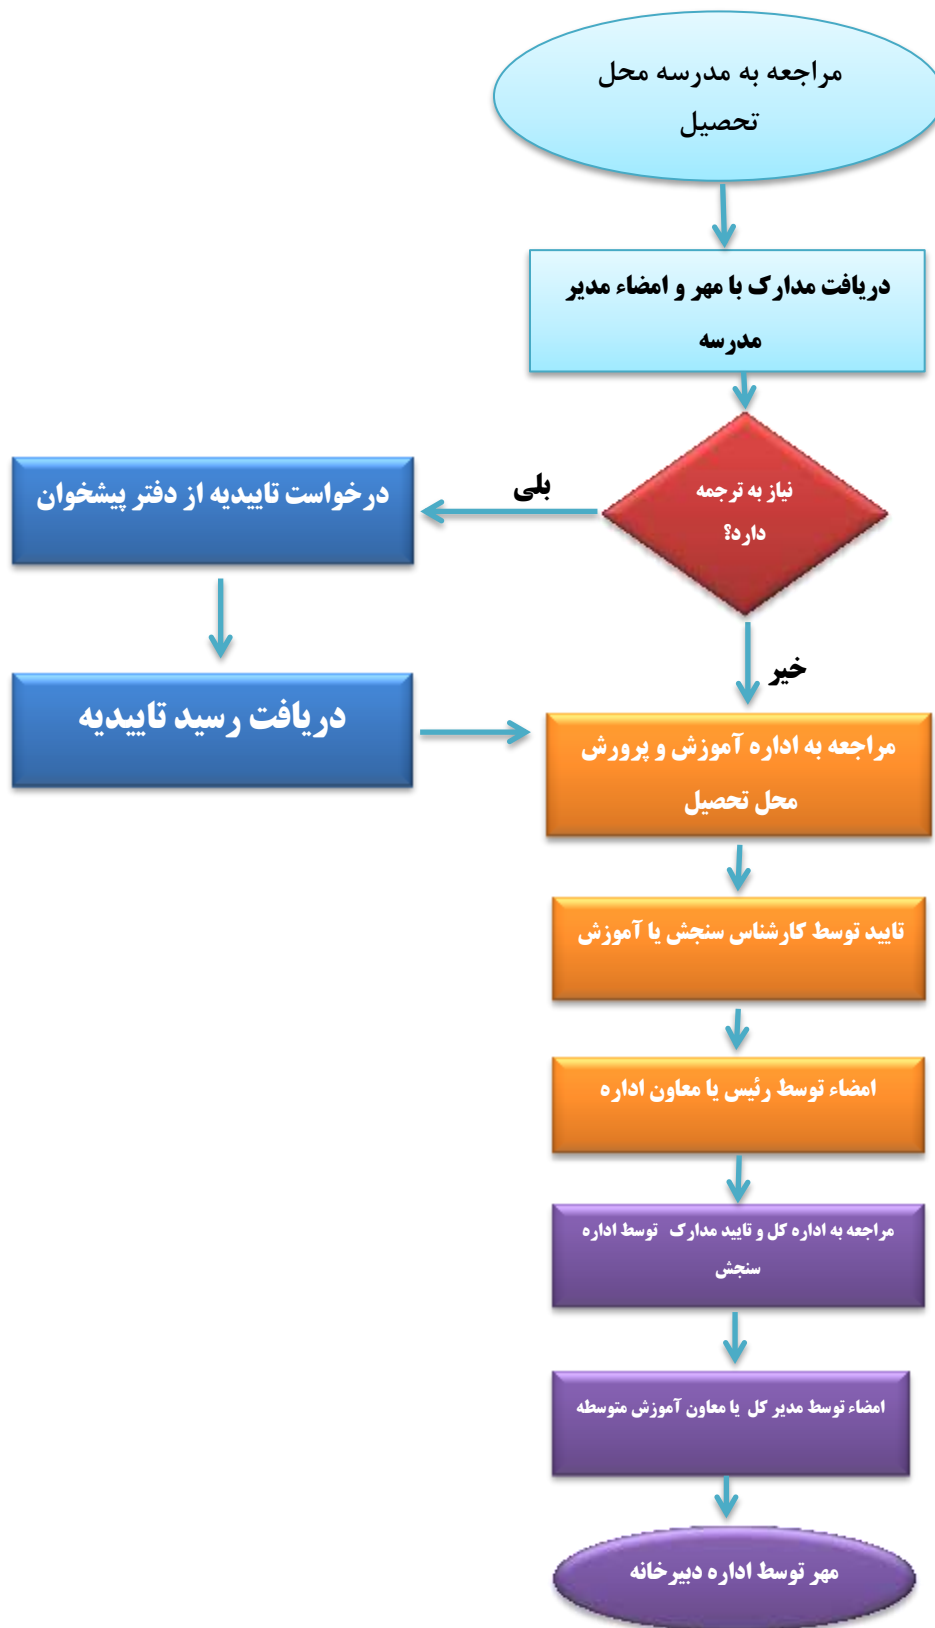 مراجعه به مدرسه محل
تحصیل
دریافت مدارک با مهر و امضاء مدیر
مدرسه
نیاز به ترجمه
دارد؟
بلی
درخواست تاییدیه از دفتر پیشخوان
دریافت رسید تاییدیه
خیر
مراجعه به اداره آموزش و پرورش
محل تحصیل
تایید توسط کارشناس سنجش یا آموزش
امضاء توسط رئیس یا معاون اداره
مراجعه به اداره کل و تایید مدارک توسط اداره
سنجش
امضاء توسط مدیر کل یا معاون آموزش متوسطه
مهر توسط اداره دبیرخانه